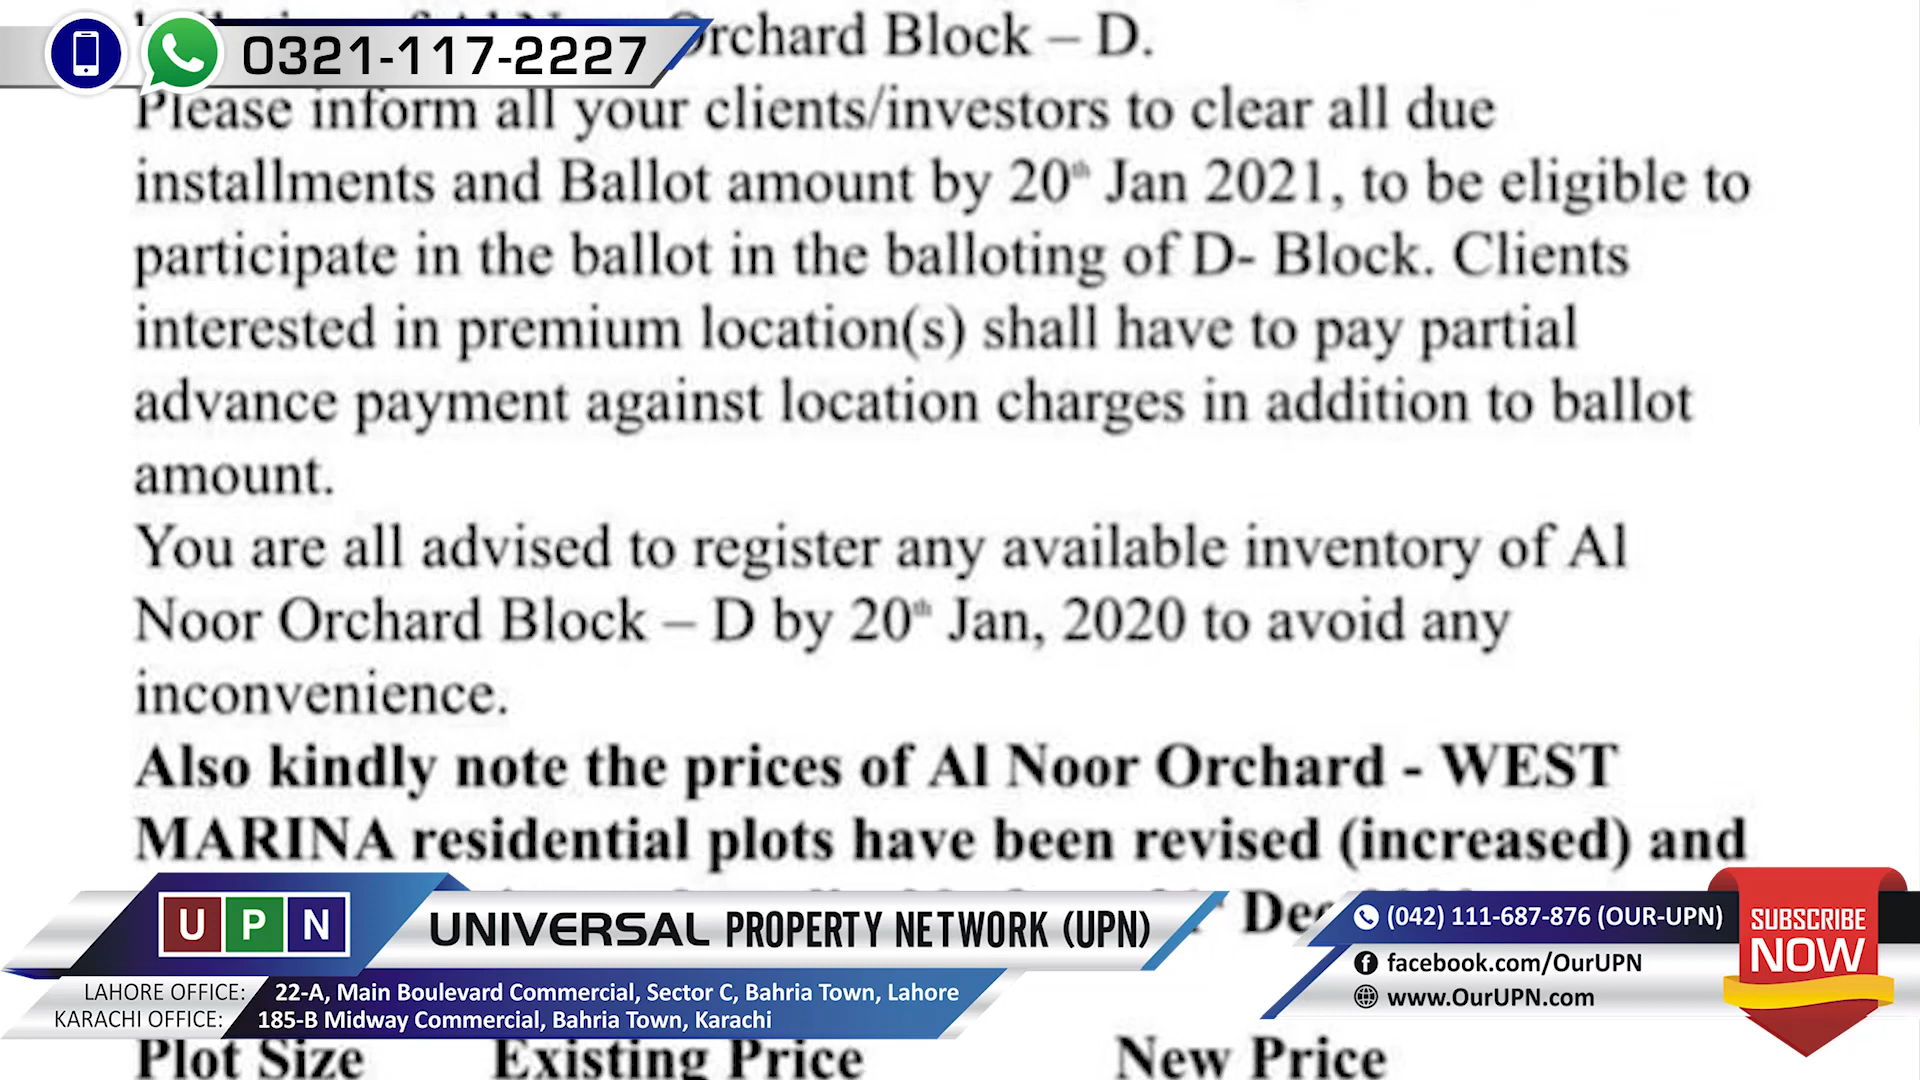 0321-117-2227
Orchard Block – D.
Please inform all your clients/investors to clear all due
installments and Ballot amount by 20th Jan 2021, to be eligible to
participate in the ballot in the balloting of D- Block. Clients
interested in premium location(s) shall have to pay partial
advance payment against location charges in addition to ballot
amount.
You are all advised to register any available inventory of Al
Noor Orchard Block – D by 20th Jan, 2020 to avoid any
inconvenience.
Also kindly note the prices of Al Noor Orchard - WEST
MARINA residential plots have been revised (increased) and
UPN
UNIVERSAL PROPERTY NETWORK (UPN)
(042) 111-687-876 (OUR-UPN)
facebook.com/OurUPN
www.OurUPN.com
SUBSCRIBE
NOW
LAHORE OFFICE: 22-A, Main Boulevard Commercial, Sector C, Bahria Town, Lahore
KARACHI OFFICE: 185-B Midway Commercial, Bahria Town, Karachi
Plot Size Existing Price New Price